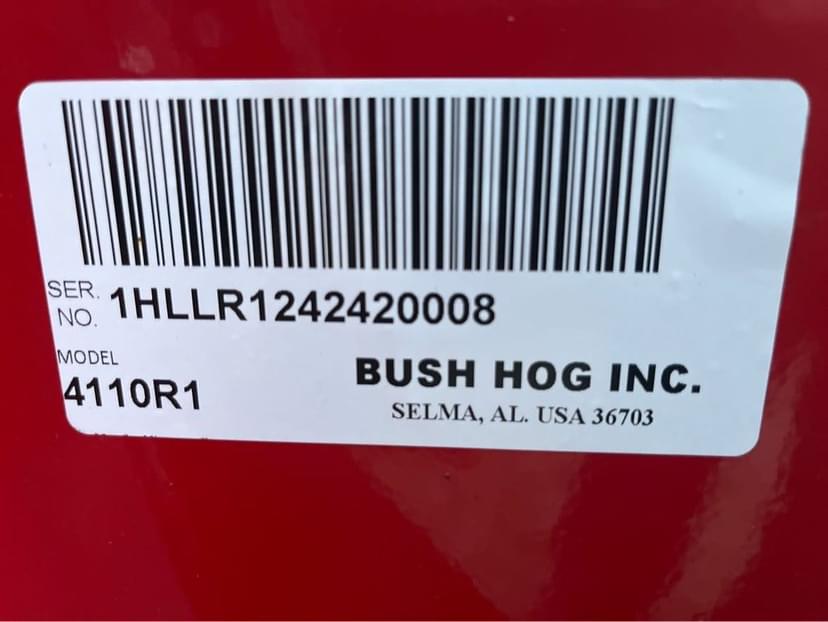 SER. NO. 1HLLR1242420008
MODEL
4110R1
BUSH HOG INC.
SELMA, AL. USA 36703